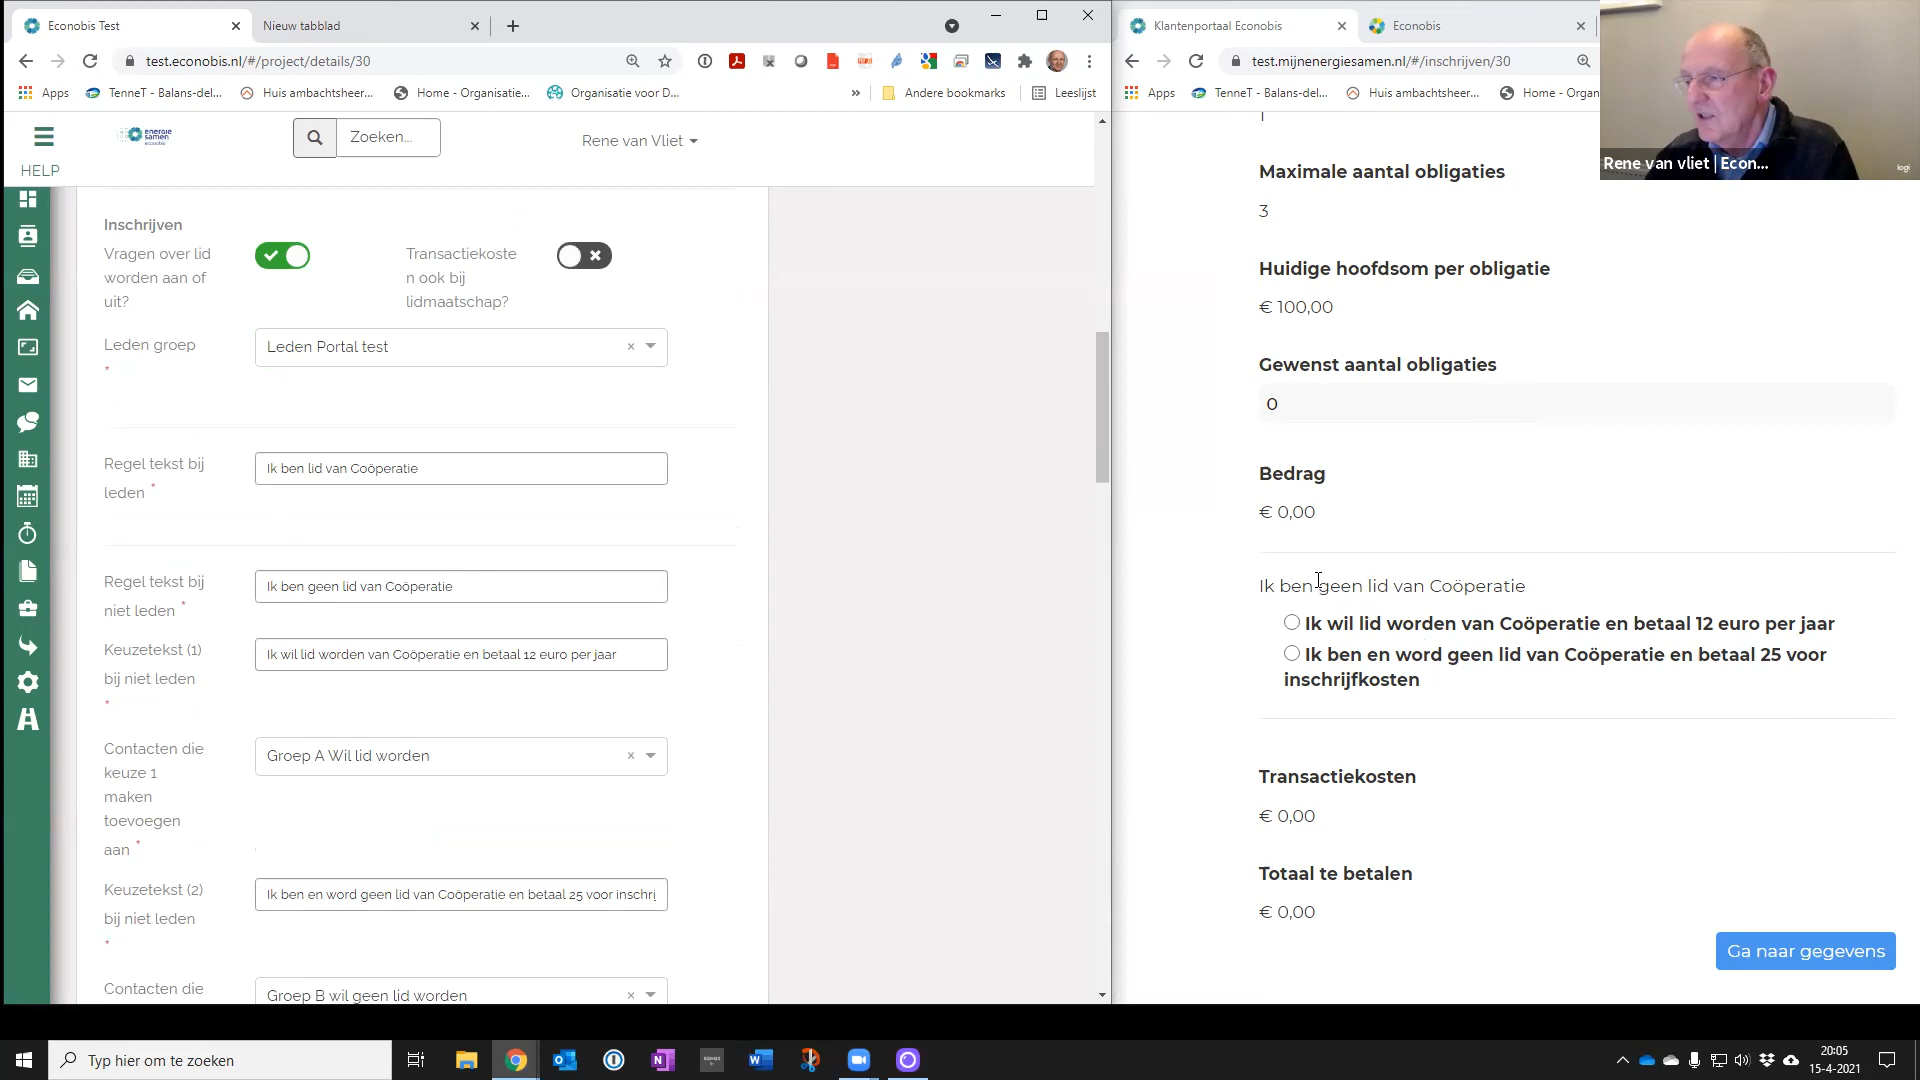 Econobis Test
Nieuw tabblad
test.econobis.nl/#/project/details/30
Apps
TenneT - Balans-del...
Huis ambachtsheer...
Home - Organisatie...
Organisatie voor D...
»
Andere bookmarks
Leeslijst
HELP
energie
samen
econobis
Zoeken...
Rene van Vliet
Inschrijven
Vragen over lid
worden aan of
uit?
Transactiekoste
n ook bij
lidmaatschap?
Leden groep
*
Leden Portal test
Regel tekst bij
leden *
Ik ben lid van Coöperatie
Regel tekst bij
niet leden *
Ik ben geen lid van Coöperatie
Keuzetekst (1)
bij niet leden
*
Ik wil lid worden van Coöperatie en betaal 12 euro per jaar
Contacten die
keuze 1
maken
toevoegen
aan *
Groep A Wil lid worden
Keuzetekst (2)
bij niet leden
*
Ik ben en word geen lid van Coöperatie en betaal 25 voor inschrij
Contacten die
Groep B wil geen lid worden
Klantenportaal Econobis
Econobis
test.mijnenergiesamen.nl/#/inschrijven/30
Apps
TenneT - Balans-del...
Huis ambachtsheer...
Home - Organ
Maximale aantal obligaties
3
Huidige hoofdsom per obligatie
€ 100,00
Gewenst aantal obligaties
0
Bedrag
€ 0,00
Ik ben geen lid van Coöperatie
Ik wil lid worden van Coöperatie en betaal 12 euro per jaar
Ik ben en word geen lid van Coöperatie en betaal 25 voor
inschrijfkosten
Transactiekosten
€ 0,00
Totaal te betalen
€ 0,00
Ga naar gegevens
Rene van vliet | Econ...
logi
Typ hier om te zoeken
SONOS
20:05
15-4-2021